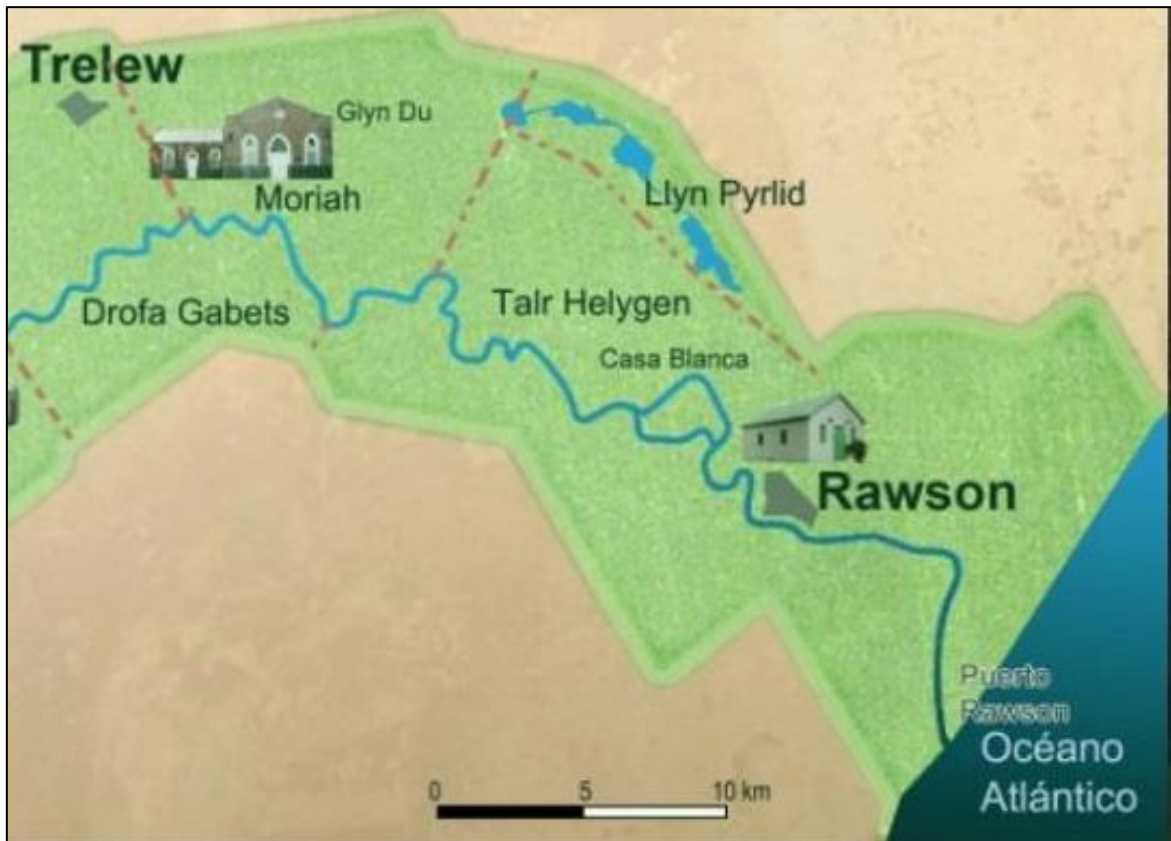 Trelew
Glyn Du
Moriah
Llyn Pyrlid
Drofa Gabets
Talr Helygen
Casa Blanca
Rawson
Puerto
Rawson
Océano
Atlántico
0 5 10 km